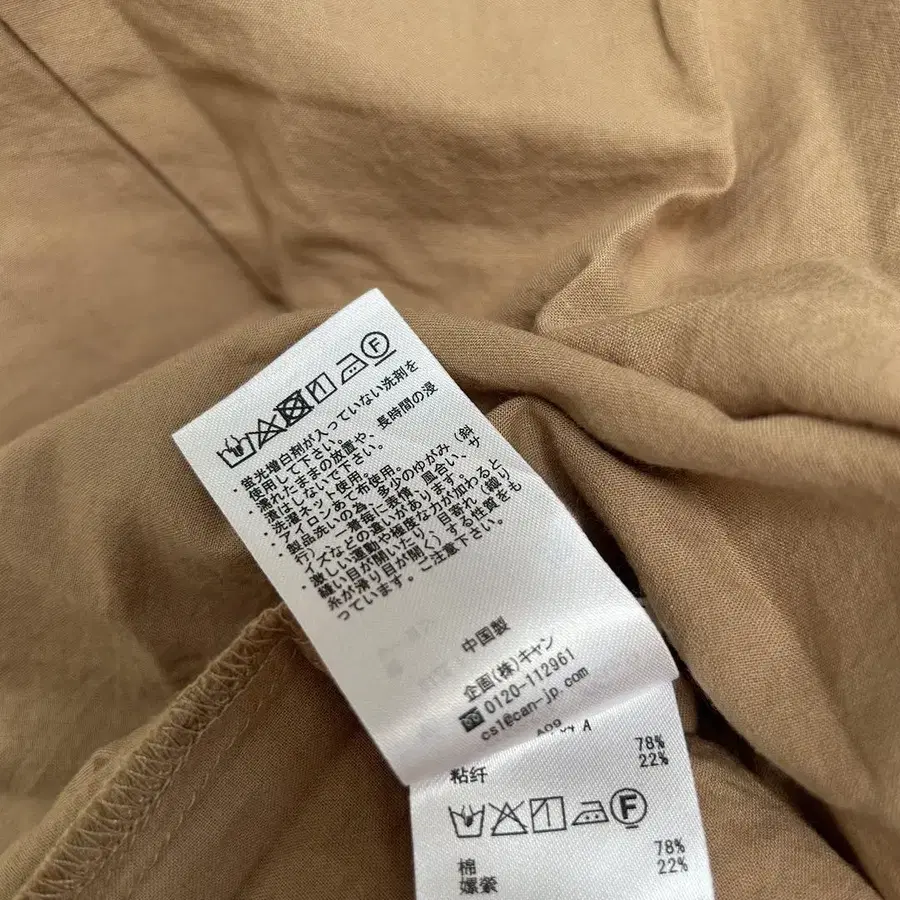 F
・蛍光増白剤が入っていない洗剤を
使用して下さい。
・濡れたままの放置や、長時間の浸
漬はしないで下さい。
・洗濯ネット使用。
・アイロンあて布使用。
・製品洗いの為、多少のゆがみ(斜
行)、一着毎に表情、風合い、サ
イズなどの違いがあります。
・激しい運動や極度な力が加わると
縫い目が開いたり、目寄れ(織り
糸が滑り目が開く)する性質をも
っています。ご注意下さい。
中国製
企画(株)キャン
0120-112961
cs1@can-jp.com
A
78%
粘纤 22%
F
棉 78%
嫘縈 22%